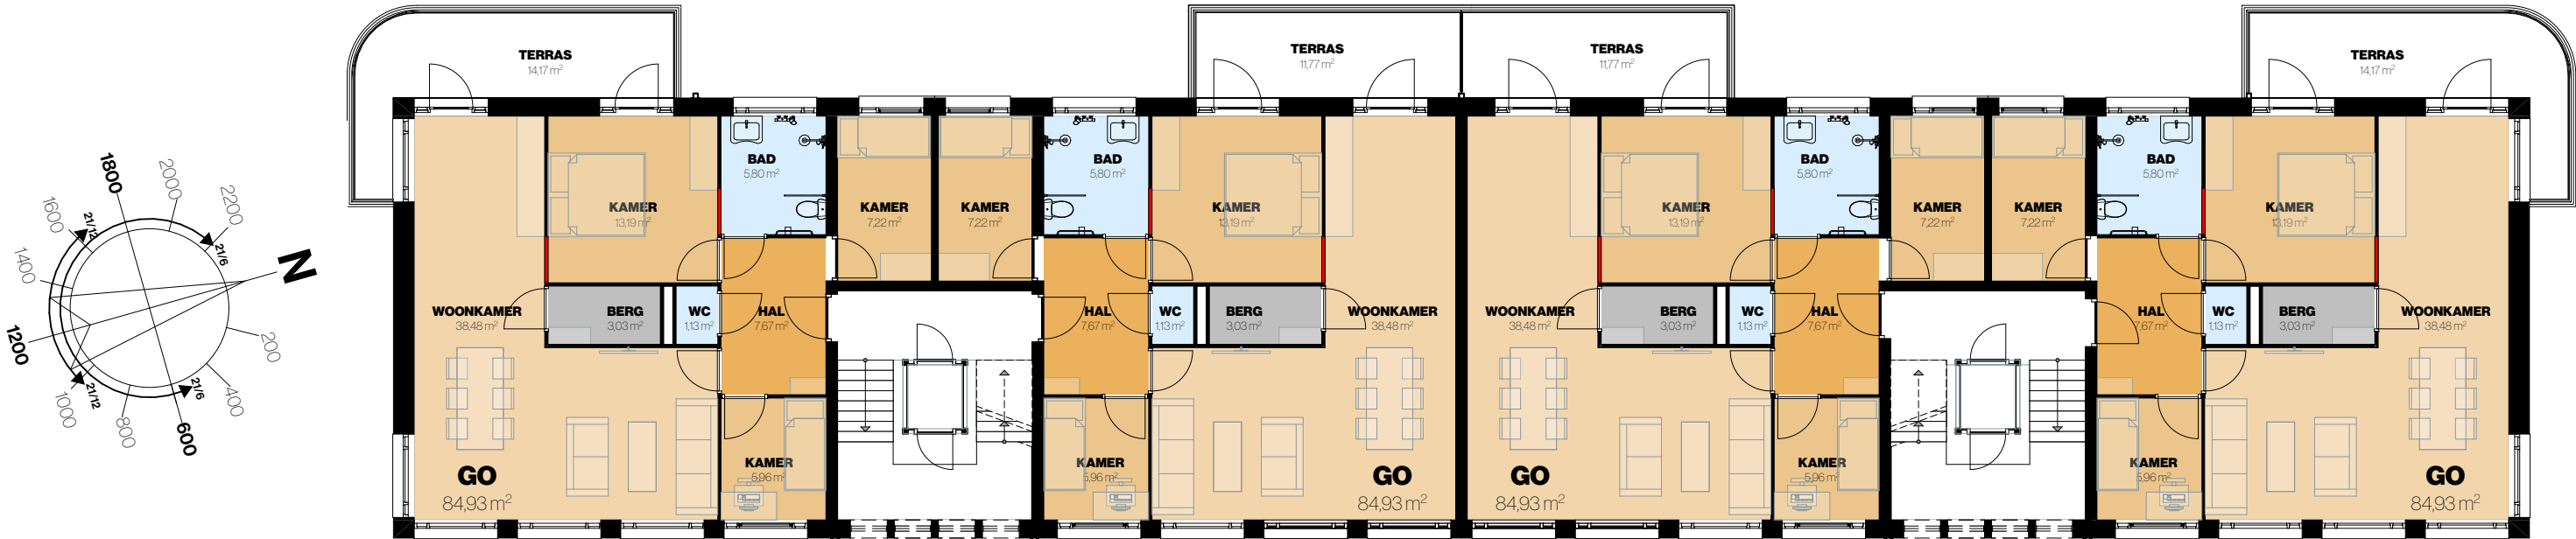 TERRAS
14,17 m²
TERRAS
11,77 m²
TERRAS
11,77 m²
TERRAS
14,17 m²
BAD
5,80 m²
BAD
5,80 m²
BAD
5,80 m²
BAD
5,80 m²
KAMER
13,19 m²
KAMER
7,22 m²
KAMER
7,22 m²
KAMER
13,19 m²
KAMER
13,19 m²
KAMER
7,22 m²
KAMER
7,22 m²
KAMER
13,19 m²
1800
2000
2200
1600
21/12
21/6
1400
N
1200
200
1000
21/12
800
600
21/6
400
WOONKAMER
38,48 m²
BERG
3,03 m²
WC
1,13 m²
HAL
7,67 m²
HAL
7,67 m²
WC
1,13 m²
BERG
3,03 m²
WOONKAMER
38,48 m²
WOONKAMER
38,48 m²
BERG
3,03 m²
WC
1,13 m²
HAL
7,67 m²
HAL
7,67 m²
WC
1,13 m²
BERG
3,03 m²
WOONKAMER
38,48 m²
GO
84,93 m²
KAMER
5,96 m²
KAMER
5,96 m²
GO
84,93 m²
GO
84,93 m²
KAMER
5,96 m²
KAMER
5,96 m²
GO
84,93 m²